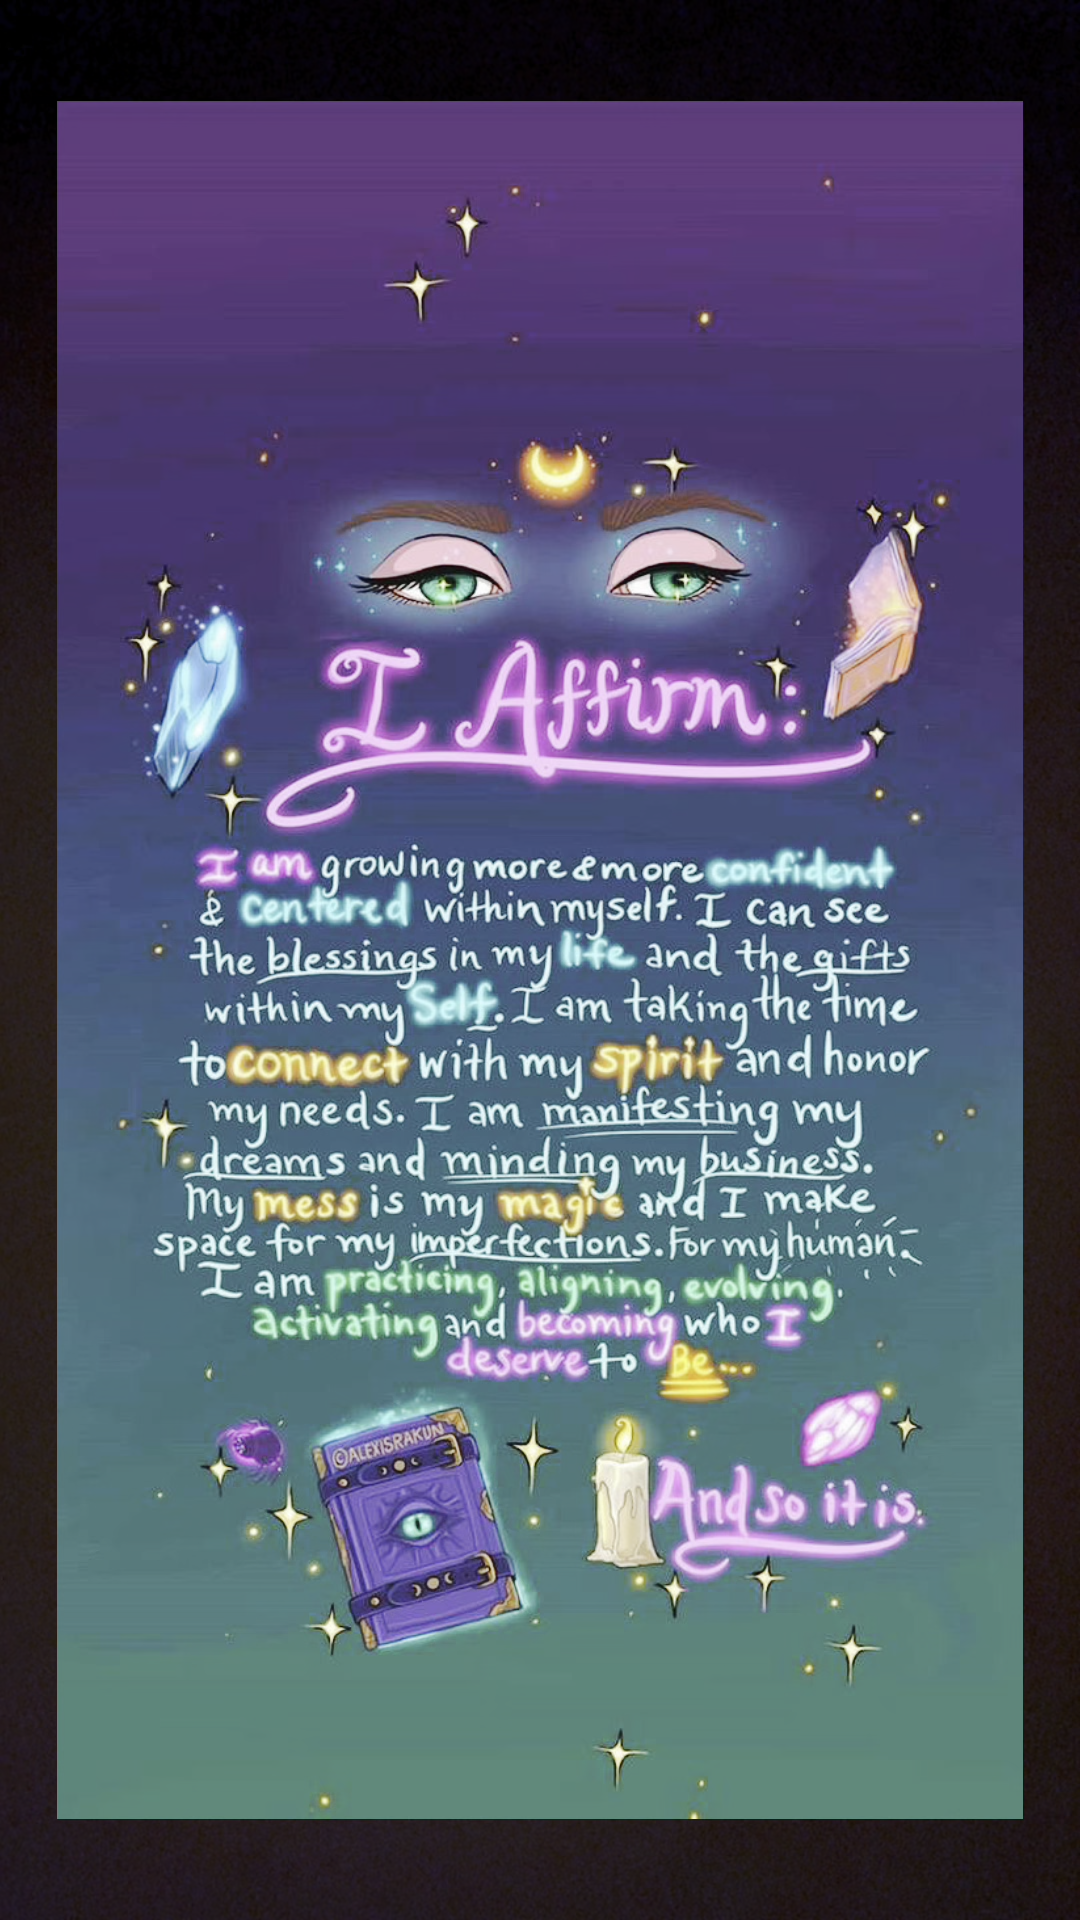 I Affirm:
I am growing more & more confident
& centered within myself. I can see
the blessings in my life and the gifts
within my Self. I am taking the time
to connect with my spirit and honor
my needs. I am manifesting my
dreams and minding my business.
My mess is my magic and I make
space for my imperfections. For my human.
I am practicing, aligning, evolving,
activating and becoming who I
deserve to Be...
©ALEXISRAKUN
And so it is.